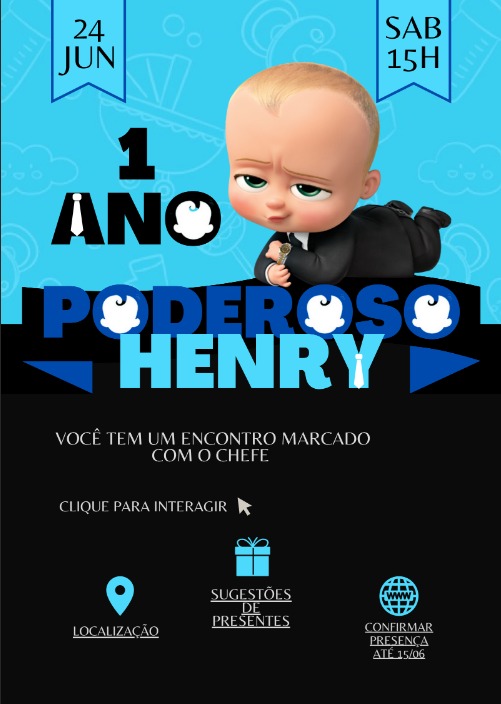 24
JUN
SAB
15H
1
ANO
PODEROSO
HENRY
VOCÊ TEM UM ENCONTRO MARCADO
COM O CHEFE
CLIQUE PARA INTERAGIR
SUGESTÕES
DE
PRESENTES
LOCALIZAÇÃO
WWW
CONFIRMAR
PRESENÇA
ATÉ 15/06